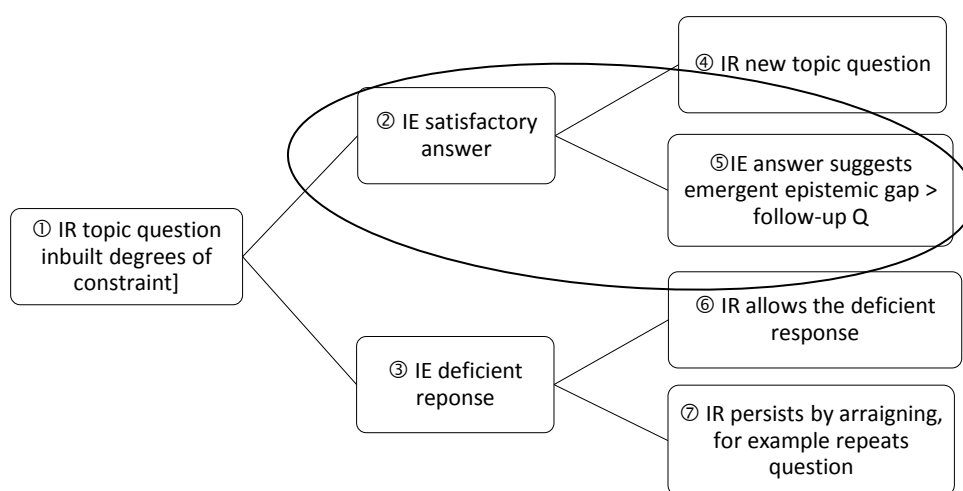 ① IR topic question
inbuilt degrees of
constraint]
② IE satisfactory
answer
③ IE deficient
reponse
④ IR new topic question
⑤IE answer suggests
emergent epistemic gap >
follow-up Q
⑥ IR allows the deficient
response
⑦ IR persists by arraigning,
for example repeats
question